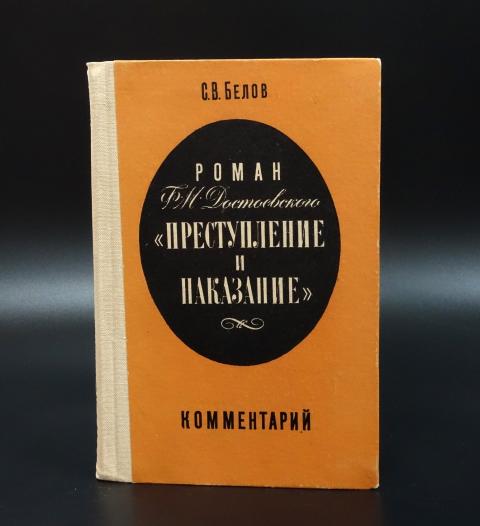 С.В.БЕЛОВ
РОМАН
Ф.М.Достоевского
«ПРЕСТУПЛЕНИЕ
И
НАКАЗАНИЕ»
КОММЕНТАРИЙ